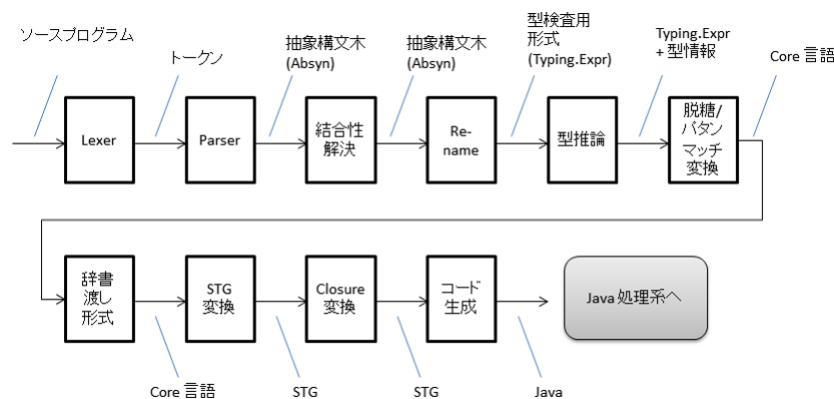 ソースプログラム
トークン
抽象構文木
(Absyn)
抽象構文木
(Absyn)
型検査用
形式
(Typing.Expr)
Typing.Expr
+ 型情報
Core 言語
Lexer
Parser
結合性
解決
Re-
name
型推論
脱糖/
パタン
マッチ
変換
辞書
渡し
形式
STG
変換
Closure
変換
コード
生成
Java 処理系へ
Core 言語
STG
STG
Java